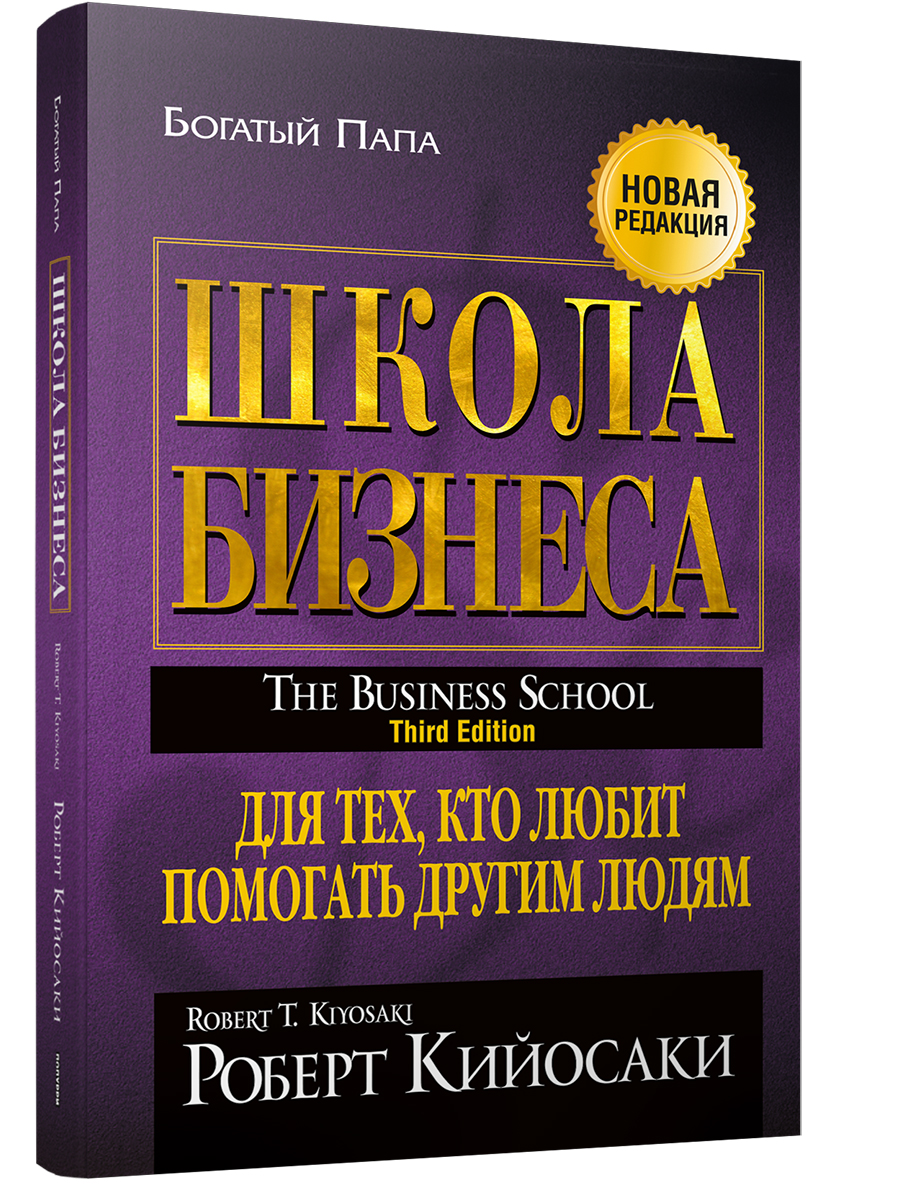 Богатый Папа
НОВАЯ
РЕДАКЦИЯ
ШКОЛА
БИЗНЕСА
THE BUSINESS SCHOOL
Third Edition
ДЛЯ ТЕХ, КТО ЛЮБИТ
ПОМОГАТЬ ДРУГИМ ЛЮДЯМ
ROBERT T. KIYOSAKI
РОБЕРТ КИЙОСАКИ
БОГАТЫЙ ПАПА
ШКОЛА БИЗНЕСА
ROBERT T. KIYOSAKI
РОБЕРТ КИЙОСАКИ
ПОПУРРИ